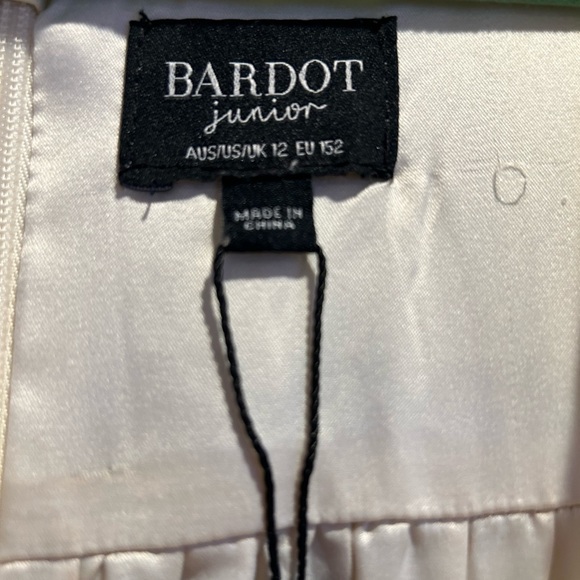 BARDOT
junior
AUS/US/UK 12 EU 152
MADE IN
CHINA